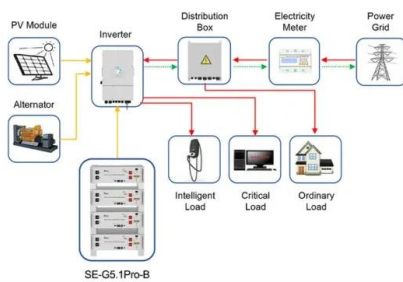 PV Module
Inverter
Distribution
Box
Electricity
Meter
Power
Grid
Alternator
Intelligent
Load
Critical
Load
Ordinary
Load
SE-G5.1Pro-B